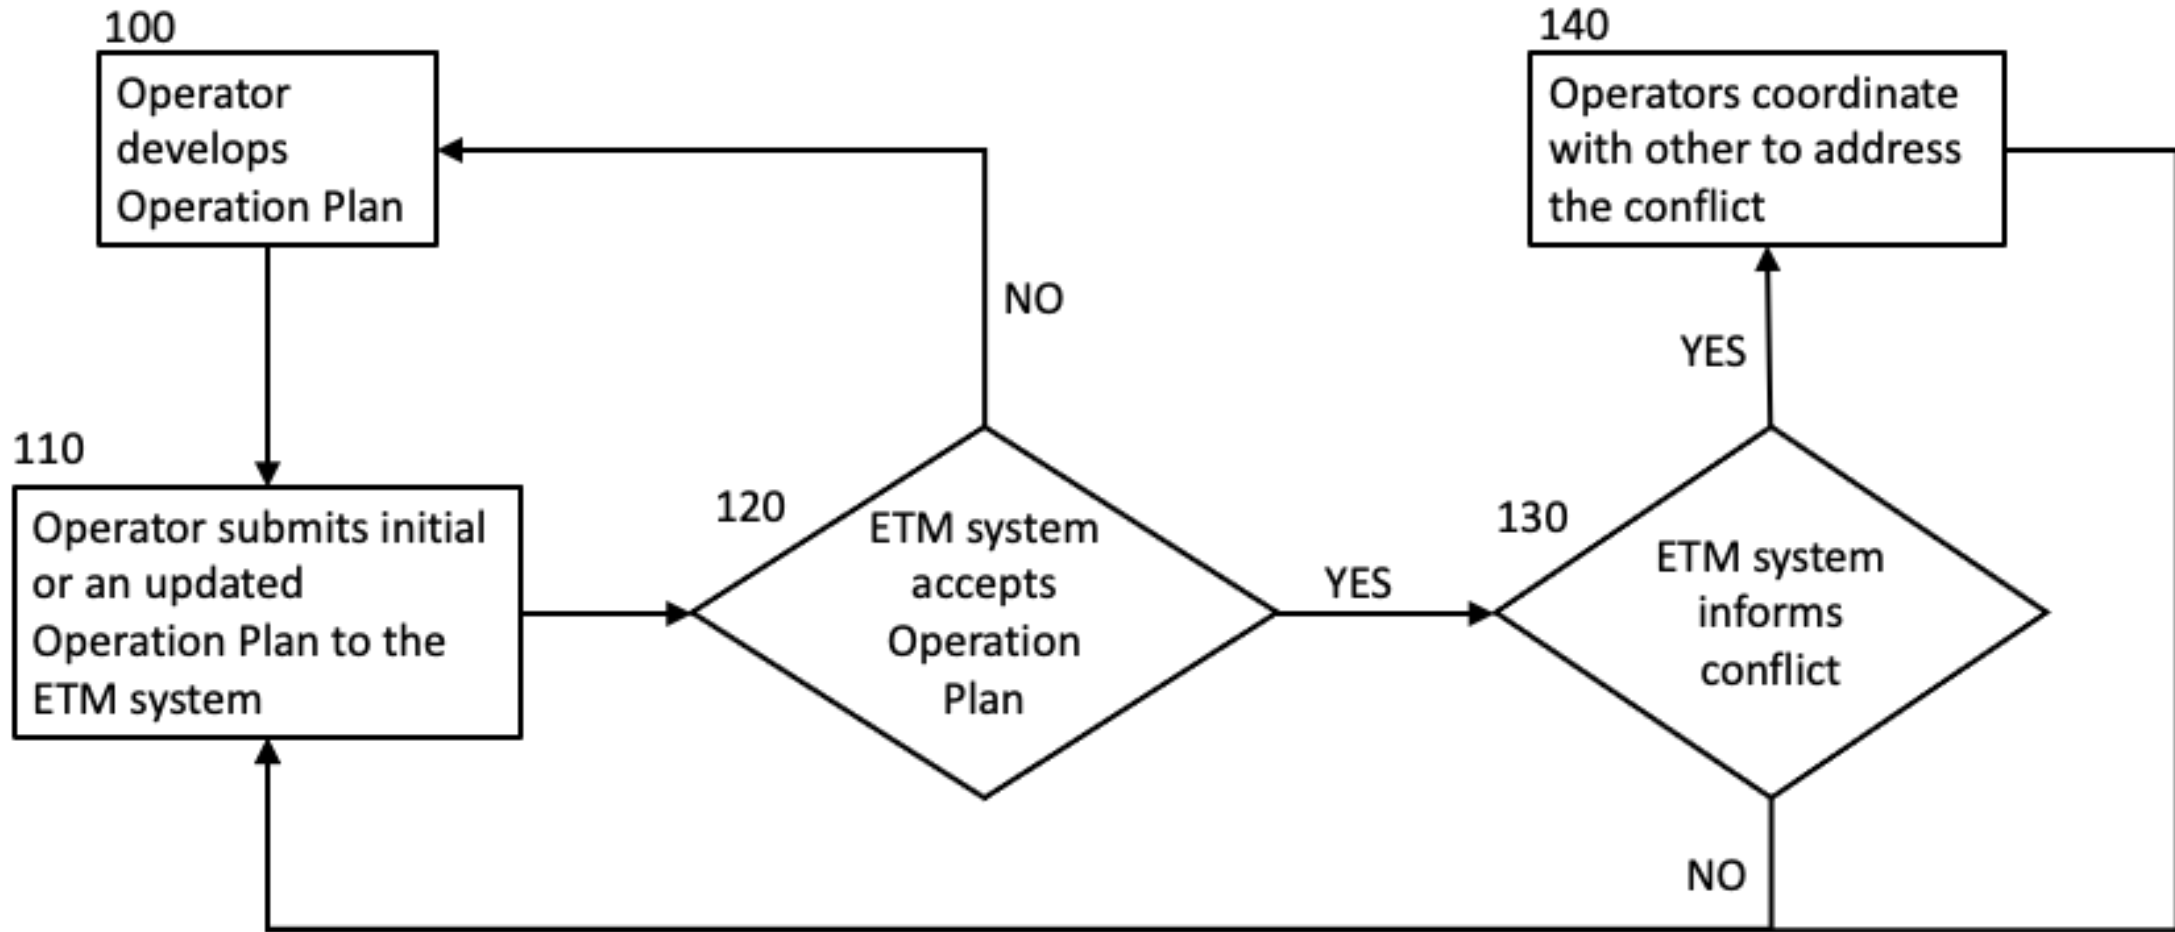 100
Operator
develops
Operation Plan
140
Operators coordinate
with other to address
the conflict
NO
YES
110
Operator submits initial
or an updated
Operation Plan to the
ETM system
120
ETM system
accepts
Operation
Plan
YES
130
ETM system
informs
conflict
NO